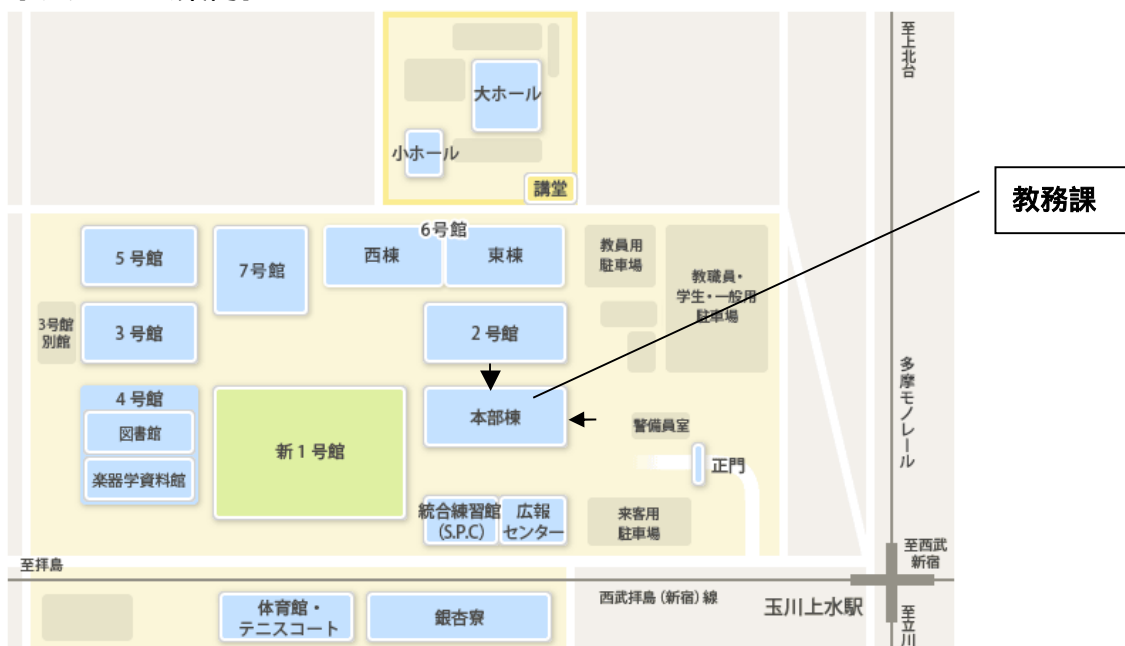 至上北台
大ホール
小ホール
講堂
教務課
6号館
5号館
7号館
西棟
東棟
教員用
駐車場
教職員・
学生・一般用
駐車場
3号館
別館
3号館
2号館
4号館
図書館
楽器学資料館
新1号館
本部棟
警備員室
正門
多摩モノレール
統合練習館
(S.P.C)
広報
センター
来客用
駐車場
至拝島
至西武
新宿
西武拝島(新宿)線
玉川上水駅
至立川
体育館・
テニスコート
銀杏寮